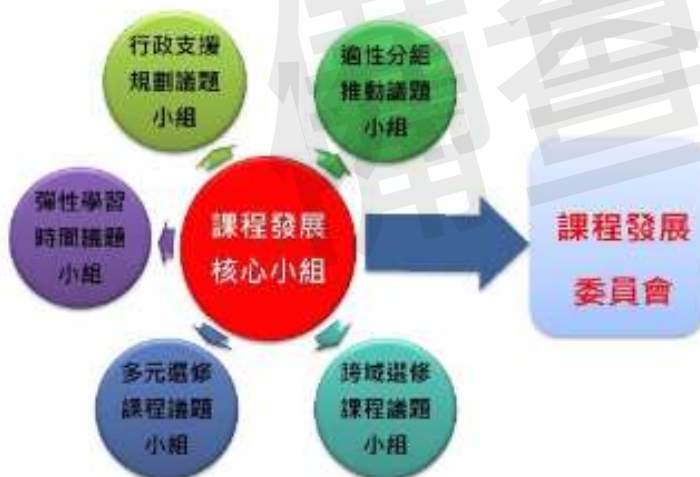 行政支援
規劃議題
小組
適性分組
推動議題
小組
彈性學習
時間議題
小組
課程發展
核心小組
課程發展
委員會
多元選修
課程議題
小組
跨域選修
課程議題
小組